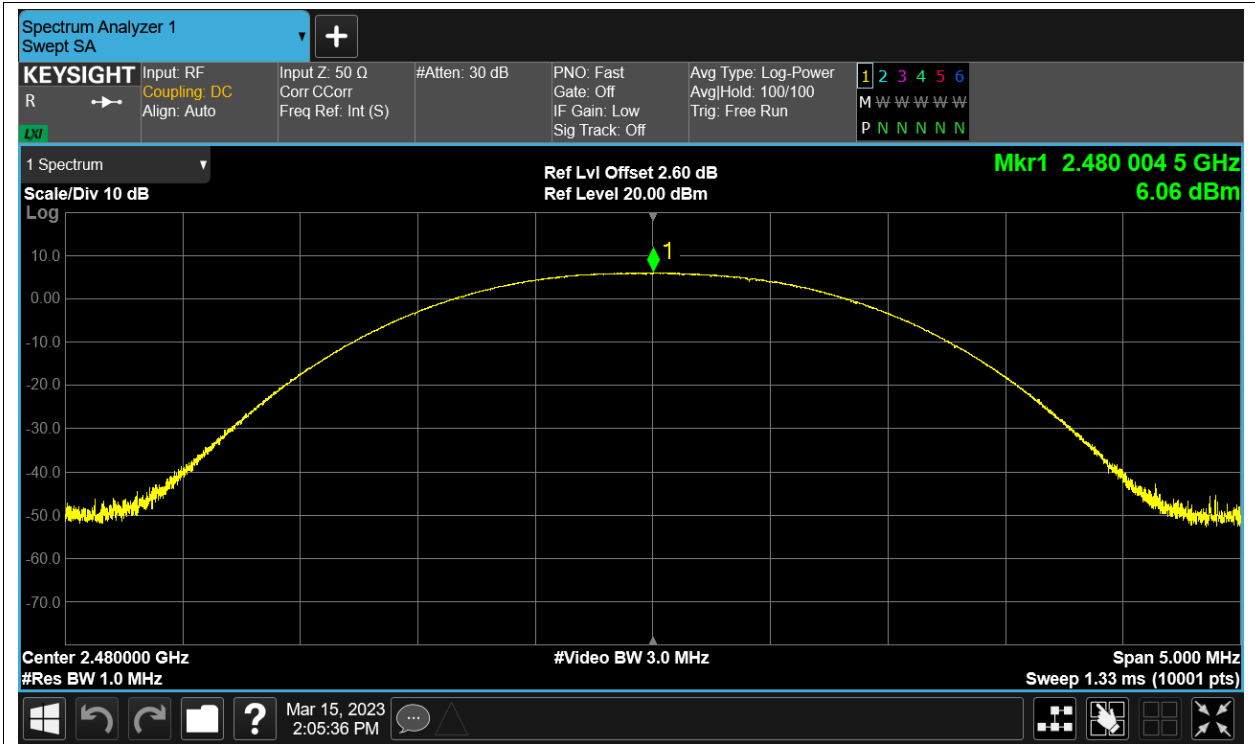 Spectrum Analyzer 1
Swept SA
KEYSIGHT
R
LXI
Input: RF
Coupling: DC
Align: Auto
Input Z: 50 Ω
Corr CCorr
Freq Ref: Int (S)
#Atten: 30 dB
PNO: Fast
Gate: Off
IF Gain: Low
Sig Track: Off
Avg Type: Log-Power
Avg|Hold: 100/100
Trig: Free Run
1 2 3 4 5 6
M W W W W W
P N N N N N
1 Spectrum
Scale/Div 10 dB
Log
Ref Lvl Offset 2.60 dB
Ref Level 20.00 dBm
Mkr1 2.480 004 5 GHz
6.06 dBm
1
10.0
0.00
-10.0
-20.0
-30.0
-40.0
-50.0
-60.0
-70.0
Center 2.480000 GHz
#Res BW 1.0 MHz
#Video BW 3.0 MHz
Span 5.000 MHz
Sweep 1.33 ms (10001 pts)
?
Mar 15, 2023
2:05:36 PM